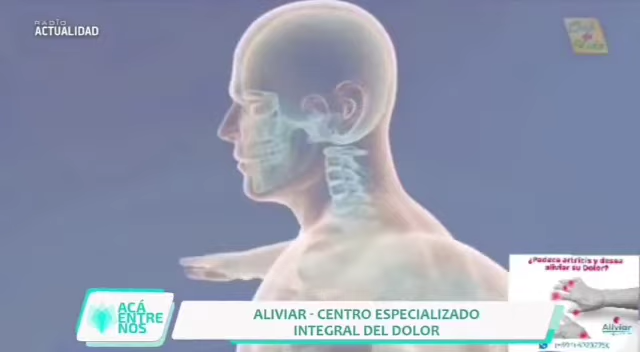 RADIO
ACTUALIDAD
¿Padece artritis y desea
aliviar su Dolor?
Aliviar
ACÁ
ENTRE
NOS
ALIVIAR - CENTRO ESPECIALIZADO
INTEGRAL DEL DOLOR